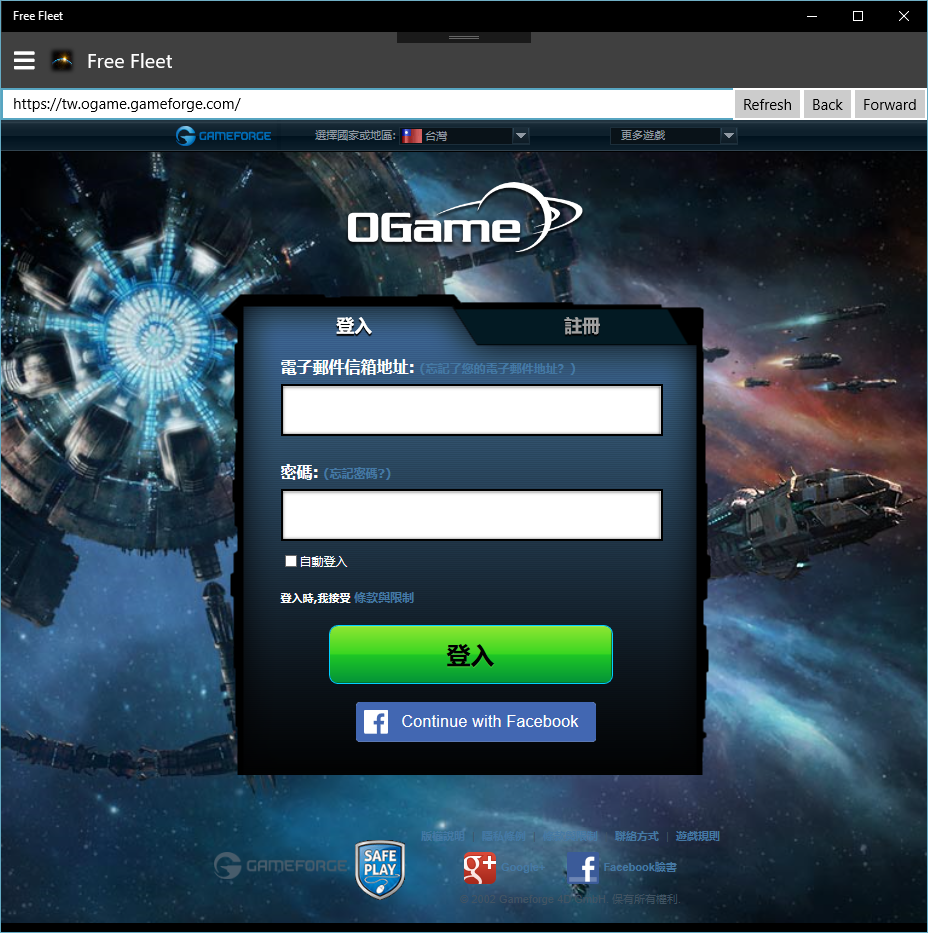 Free Fleet
Free Fleet
https://tw.ogame.gameforge.com/ Refresh Back Forward
GAMEFORGE 選擇國家或地區: 台灣 更多遊戲
OGame
登入 註冊
電子郵件信箱地址: (忘記了您的電子郵件地址? )
密碼: (忘記密碼?)
自動登入
登入時,我接受 條款與限制
登入
Continue with Facebook
聯絡方式 | 遊戲規則
GAMEFORGE SAFE PLAY g+ Google+ f Facebook臉書
© 2002 Gameforge 4D GmbH. 保有所有權利.